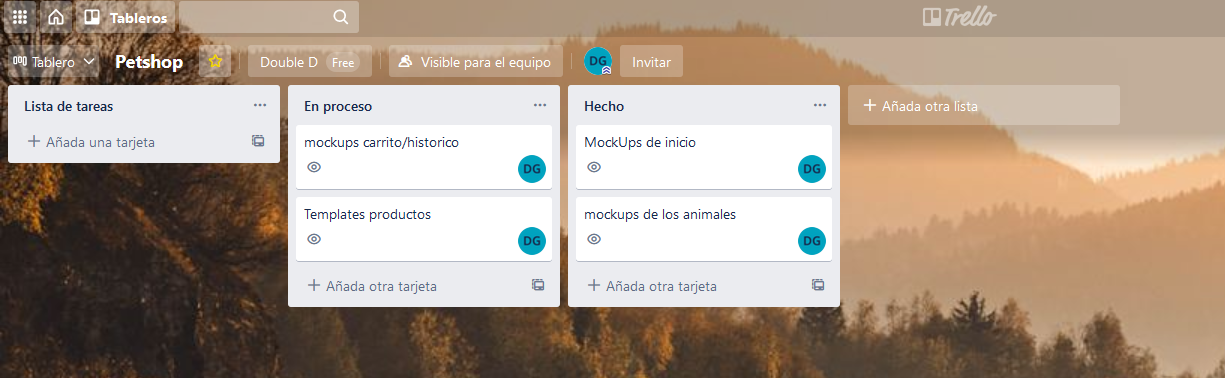 Tableros
Trello
Tablero Petshop Double D Free Visible para el equipo DG Invitar
Lista de tareas
Añada una tarjeta
En proceso
mockups carrito/historico
DG
Templates productos
DG
Añada otra tarjeta
Hecho
MockUps de inicio
DG
mockups de los animales
DG
Añada otra tarjeta
Añada otra lista